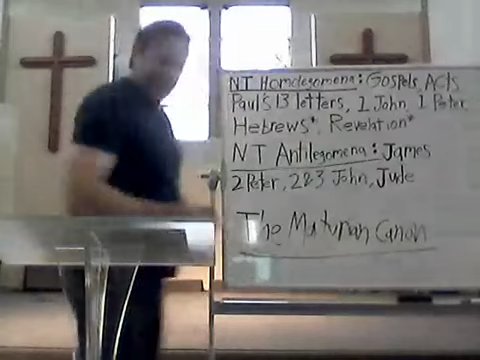 NT Homolegomena: Gospels, Acts
Paul's 13 letters, 1 John, 1 Peter
Hebrews*, Revelation*
NT Antilegomena: James
2 Peter, 2&3 John, Jude
The Maturian Canon